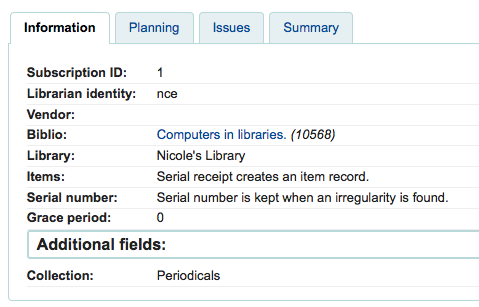 Information Planning Issues Summary
Subscription ID: 1
Librarian identity: nce
Vendor:
Biblio: Computers in libraries. (10568)
Library: Nicole's Library
Items: Serial receipt creates an item record.
Serial number: Serial number is kept when an irregularity is found.
Grace period: 0
Additional fields:
Collection: Periodicals